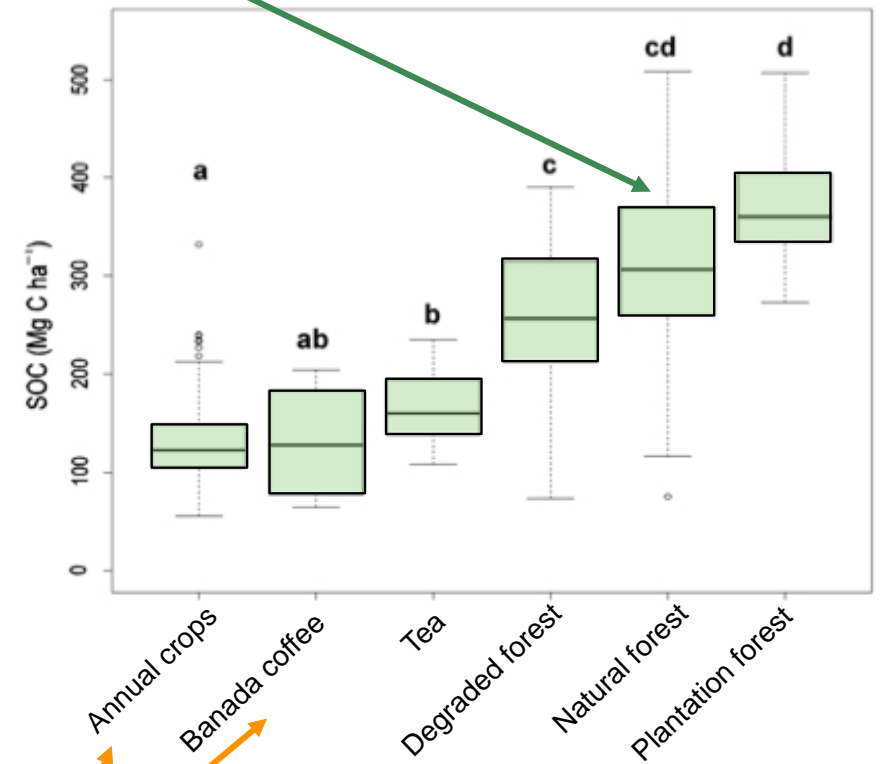 cd
d
a
c
b
ab
500
400
300
200
100
0
SOC (Mg C ha⁻¹)
Annual crops
Banada coffee
Tea
Degraded forest
Natural forest
Plantation forest